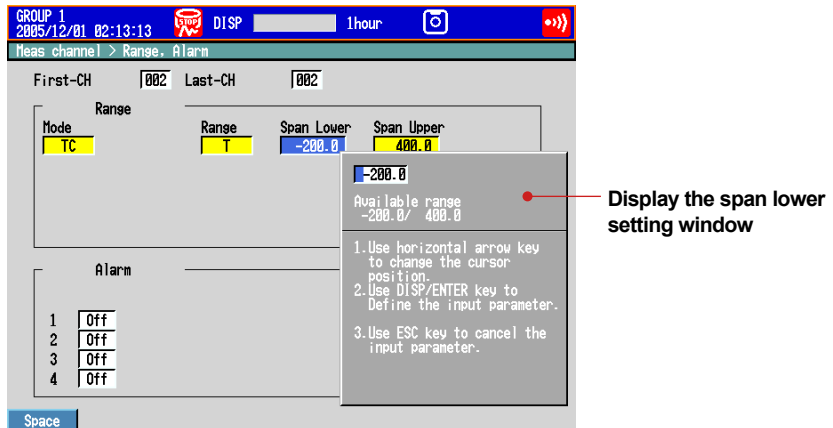 GROUP 1
2005/12/01 02:13:13
STOP
DISP
1hour
Meas channel > Range, Alarm
First-CH 002 Last-CH 002
Range
Mode Range Span Lower Span Upper
TC T -200.0 400.0
-200.0
Available range
-200.0/ 400.0
Display the span lower
setting window
1.Use horizontal arrow key
to change the cursor
position.
2.Use DISP/ENTER key to
Define the input parameter.
3.Use ESC key to cancel the
input parameter.
Alarm
1 Off
2 Off
3 Off
4 Off
Space